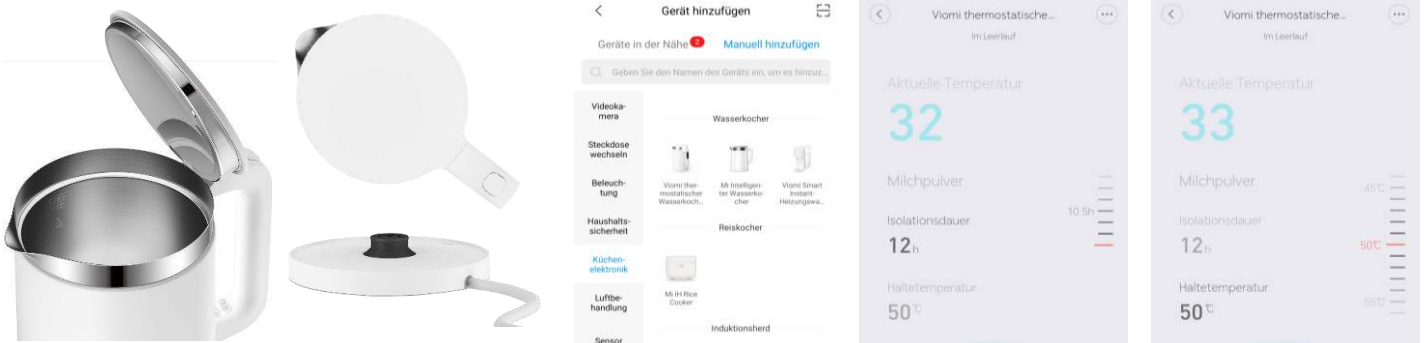 Gerät hinzufügen
Geräte in der Nähe 2 Manuell hinzufügen
Geben Sie den Namen des Geräts ein, um es hinzuz...
Videoka-
mera
Steckdose
wechseln
Beleuch-
tung
Haushalts-
sicherheit
Küchen-
elektronik
Luftbe-
handlung
Sensor
Wasserkocher
Viomi ther-
mostatischer
Wasserkoch...
Mi Intelligen-
ter Wasserko-
cher
Viomi Smart
Instant-
Heizungswa...
Reiskocher
Mi IH Rice
Cooker
Induktionsherd
Viomi thermostatische...
Im Leerlauf
Aktuelle Temperatur
32
Milchpulver
Isolationsdauer
12h
10.5h
Haltetemperatur
50°C
Viomi thermostatische...
Im Leerlauf
Aktuelle Temperatur
33
Milchpulver
45°C
Isolationsdauer
12h
50°C
Haltetemperatur
50°C
55°C